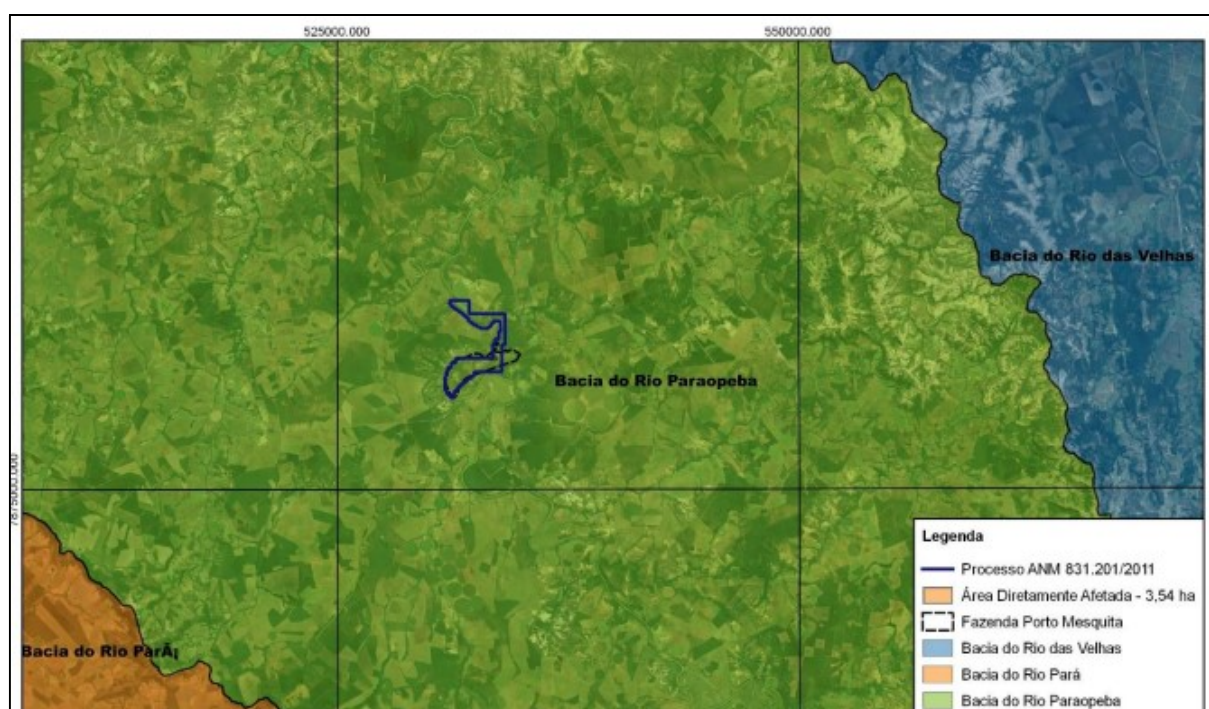 525000.000 550000.000
Bacia do Rio das Velhas
Bacia do Rio Paraopeba
7875000.000
Legenda
Processo ANM 831.201/2011
Área Diretamente Afetada - 3,54 ha
Fazenda Porto Mesquita
Bacia do Rio das Velhas
Bacia do Rio Pará
Bacia do Rio Paraopeba
Bacia do Rio ParÃ¡